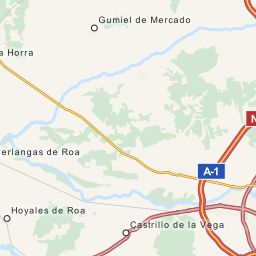 Gumiel de Mercado
a Horra
N
erlangas de Roa
A-1
Hoyales de Roa
Castrillo de la Vega